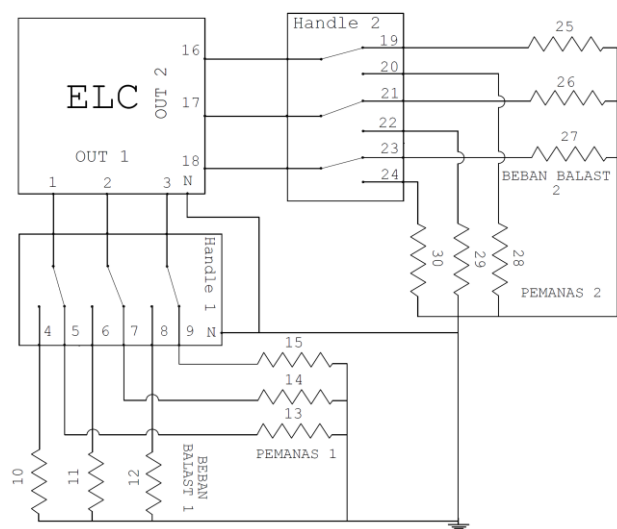 Handle 2
16
19
25
20
ELC
OUT 2
21
26
17
22
OUT 1
23
27
18
24
BEBAN BALAST
2
1
2
3
N
Handle 1
30
29
28
PEMANAS 2
4
5
6
7
8
9
N
15
14
13
PEMANAS 1
10
11
12
BEBAN
BALAST 1